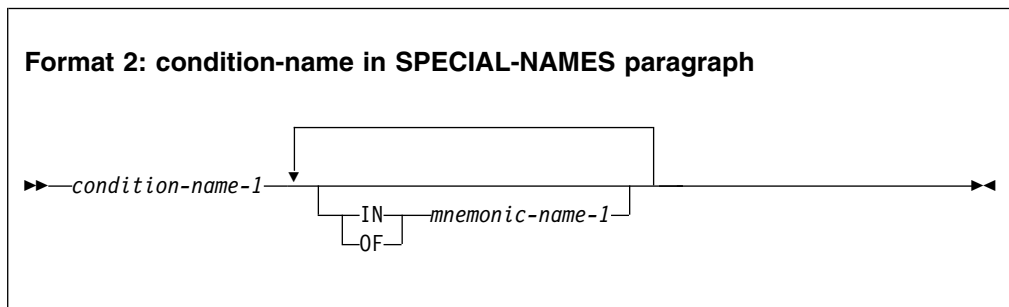 Format 2: condition-name in SPECIAL-NAMES paragraph
condition-name-1
IN mnemonic-name-1
OF